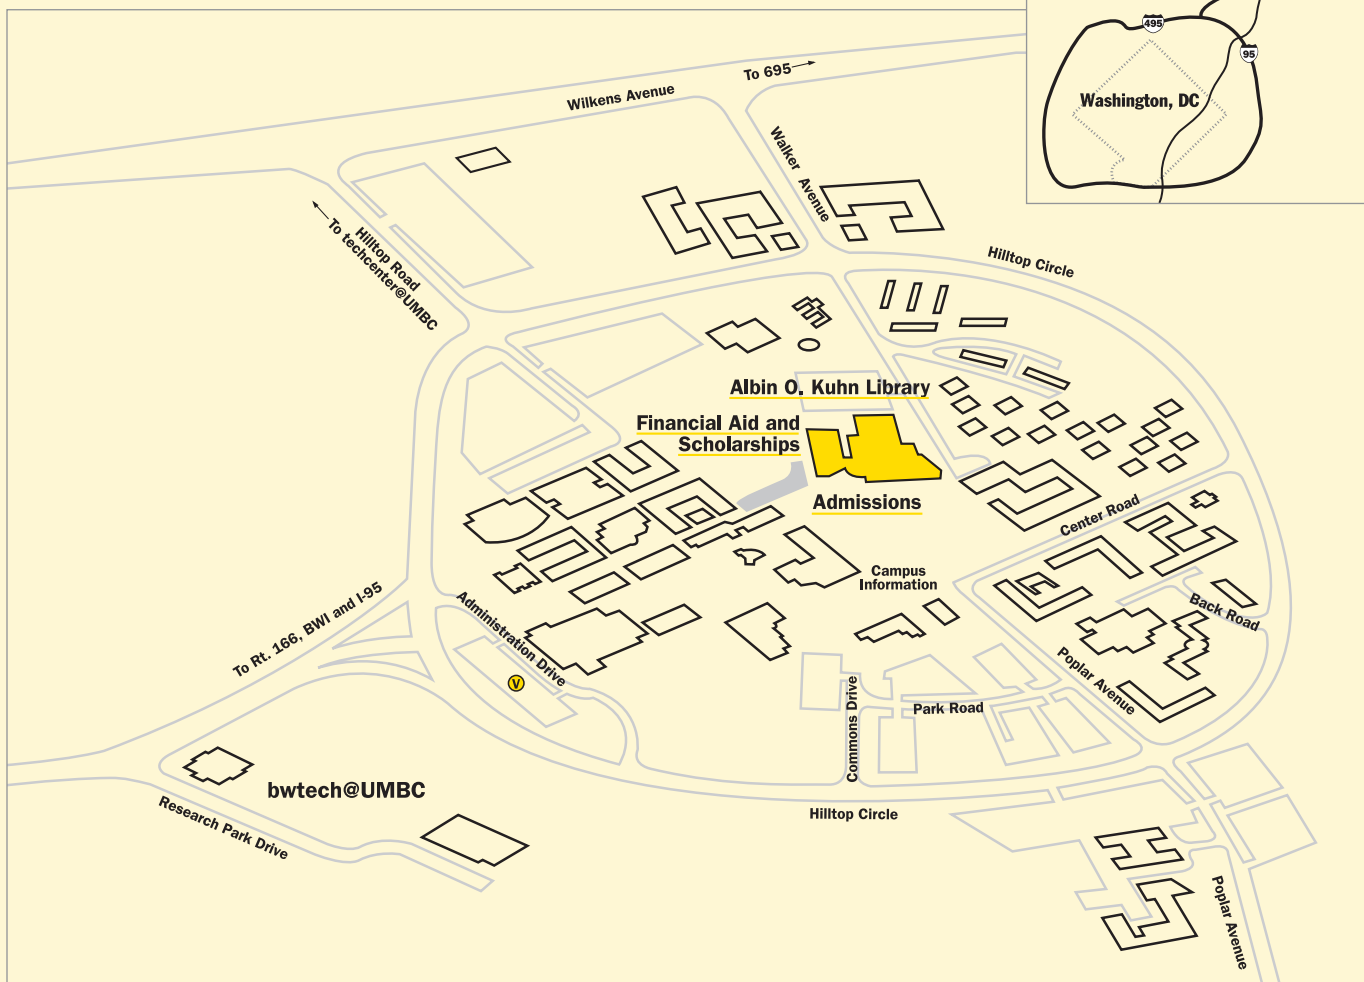 495
95
Washington, DC
To 695
Wilkens Avenue
Walker Avenue
Hilltop Circle
Hilltop Road
To techcenter@UMBC
Albin O. Kuhn Library
Financial Aid and
Scholarships
Admissions
Center Road
Campus
Information
Back Road
To Rt. 166, BWI and I-95
Administration Drive
V
Poplar Avenue
Commons Drive
Park Road
bwtech@UMBC
Research Park Drive
Hilltop Circle
Poplar Avenue